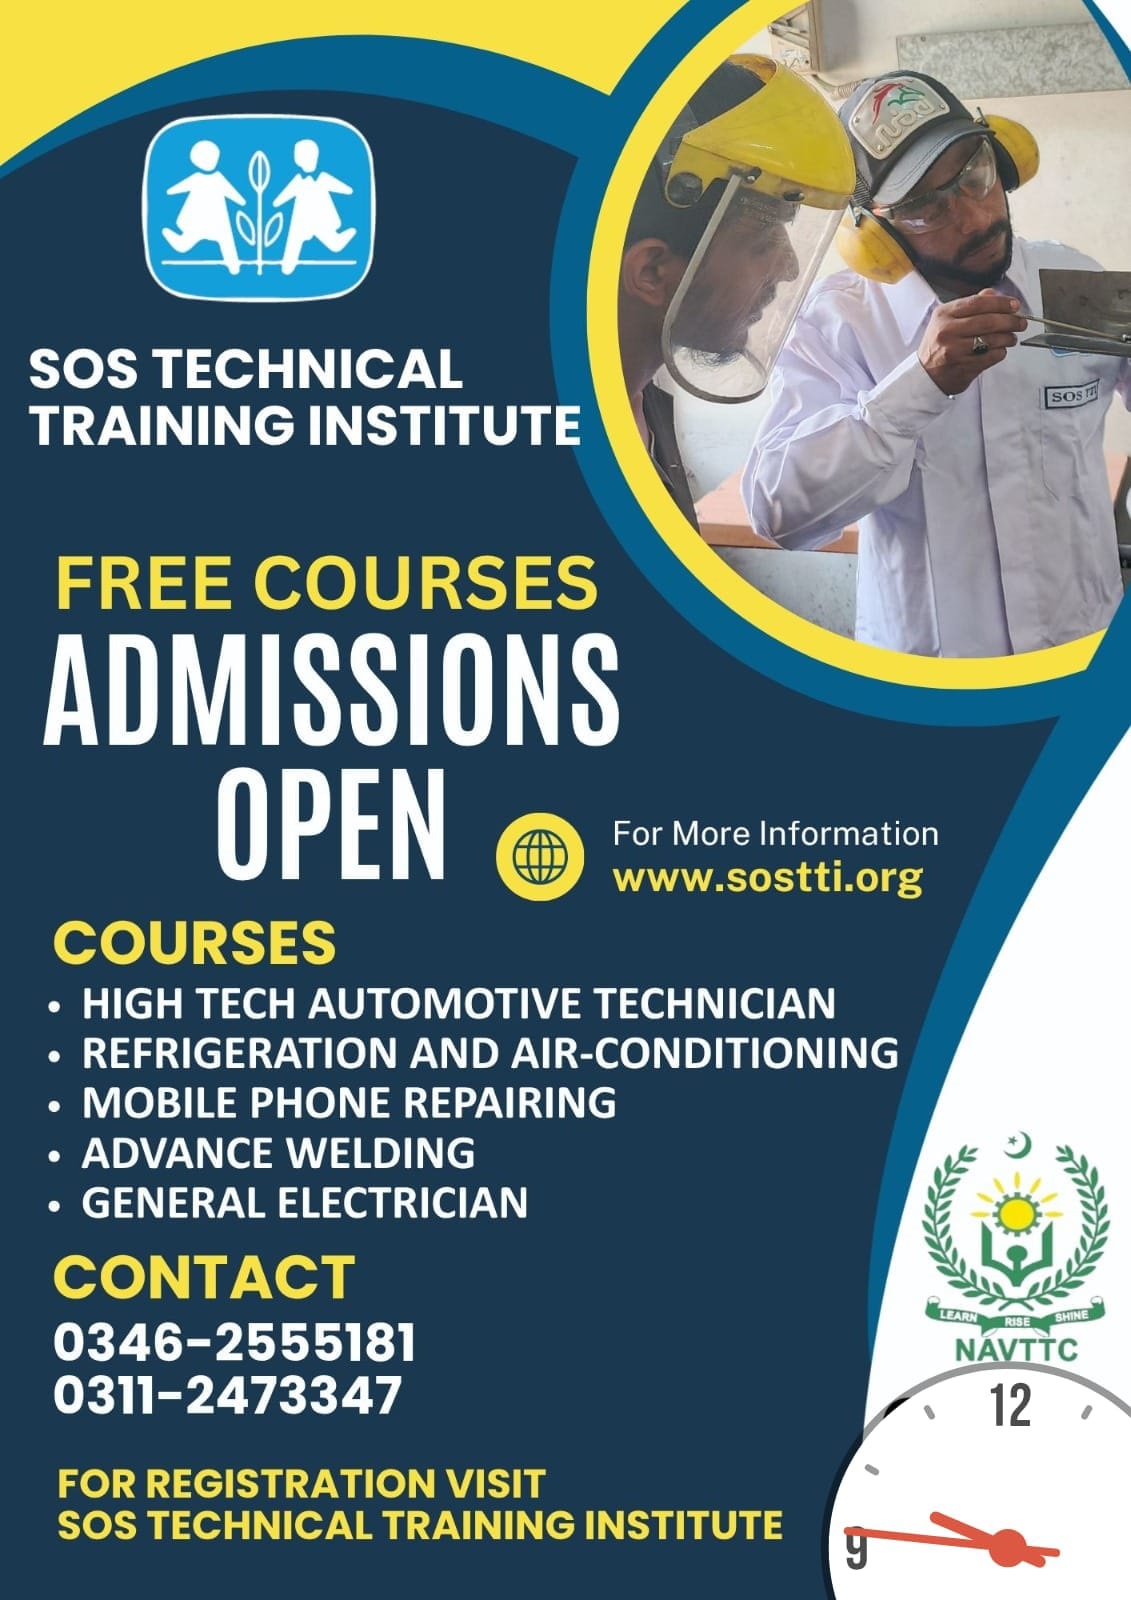 SOS TECHNICAL
TRAINING INSTITUTE
FREE COURSES
ADMISSIONS
OPEN
For More Information
www.sostti.org
COURSES
• HIGH TECH AUTOMOTIVE TECHNICIAN
• REFRIGERATION AND AIR-CONDITIONING
• MOBILE PHONE REPAIRING
• ADVANCE WELDING
• GENERAL ELECTRICIAN
CONTACT
0346-2555181
0311-2473347
FOR REGISTRATION VISIT
SOS TECHNICAL TRAINING INSTITUTE
SOS
LEARN RISE SHINE
NAVTTC
12
9